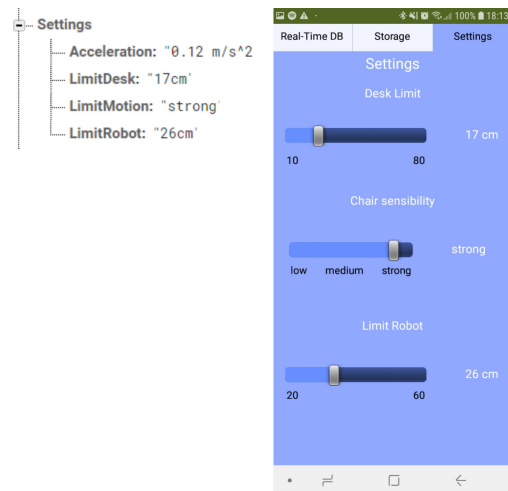 Settings
Acceleration: "0.12 m/s^2
LimitDesk: "17cm"
LimitMotion: "strong"
LimitRobot: "26cm"
100% 18:13
Real-Time DB Storage Settings
Settings
Desk Limit
17 cm
10 80
Chair sensibility
strong
low medium strong
Limit Robot
26 cm
20 60